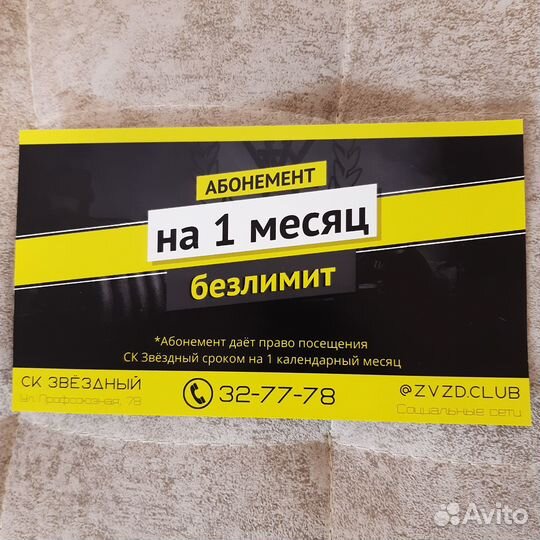 АБОНЕМЕНТ
на 1 месяц
безлимит
*Абонемент даёт право посещения
СК Звёздный сроком на 1 календарный месяц
СК ЗВЁЗДНЫЙ
Ул. Профсоюзная, 78
32-77-78
@ZVZD.CLUB
Социальные сети
Avito